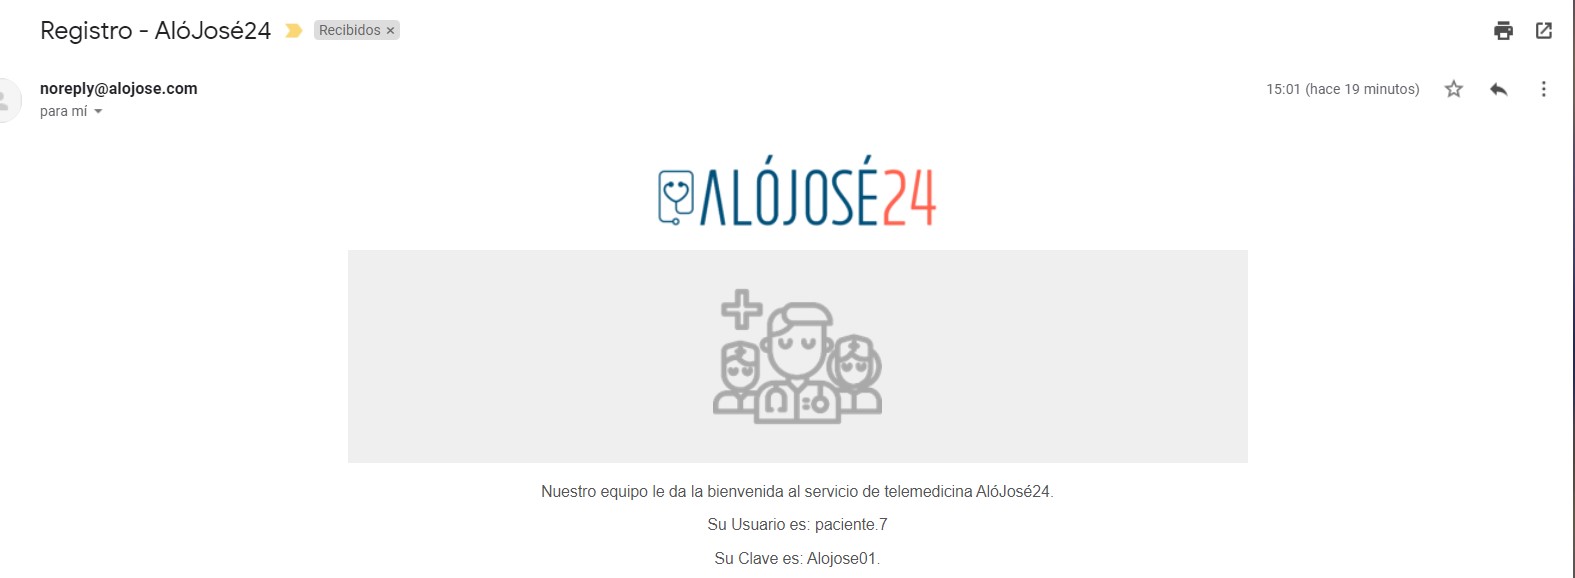 Registro - AlóJosé24
Recibidos ×
noreply@alojose.com
15:01 (hace 19 minutos)
para mí
ALÓJOSÉ24
Nuestro equipo le da la bienvenida al servicio de telemedicina AlóJosé24.
Su Usuario es: paciente.7
Su Clave es: Alojose01.